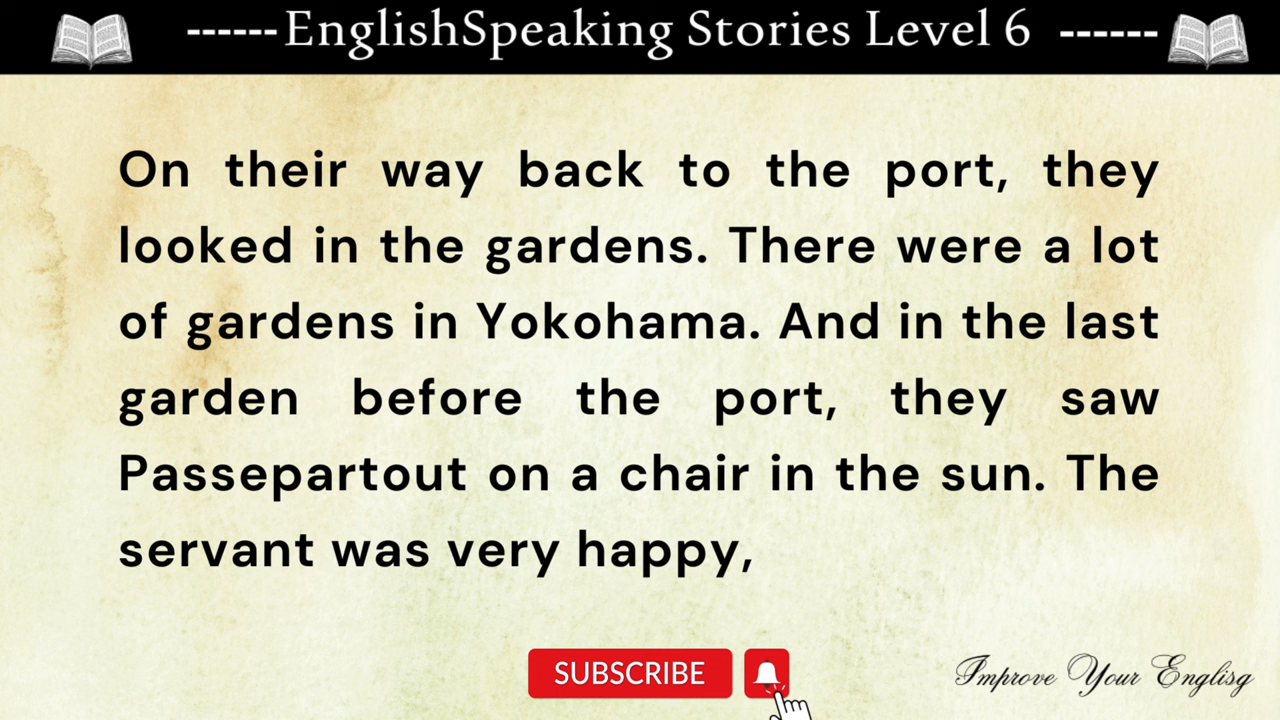 ------EnglishSpeaking Stories Level 6 ------
On their way back to the port, they
looked in the gardens. There were a lot
of gardens in Yokohama. And in the last
garden before the port, they saw
Passepartout on a chair in the sun. The
servant was very happy,
SUBSCRIBE
Improve Your Englisg